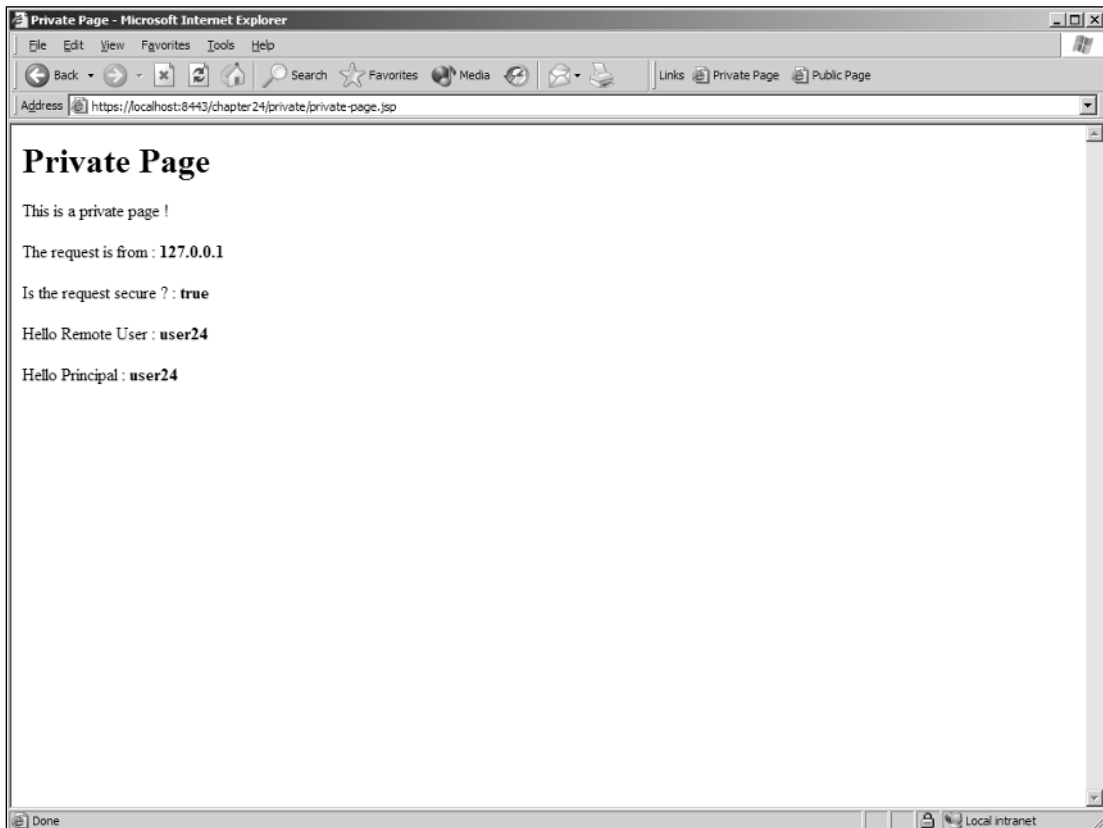 Private Page - Microsoft Internet Explorer
File Edit View Favorites Tools Help
Back Search Favorites Media Links Private Page Public Page
Address https://localhost:8443/chapter24/private/private-page.jsp
Private Page
This is a private page !
The request is from : 127.0.0.1
Is the request secure ? : true
Hello Remote User : user24
Hello Principal : user24
Done Local intranet